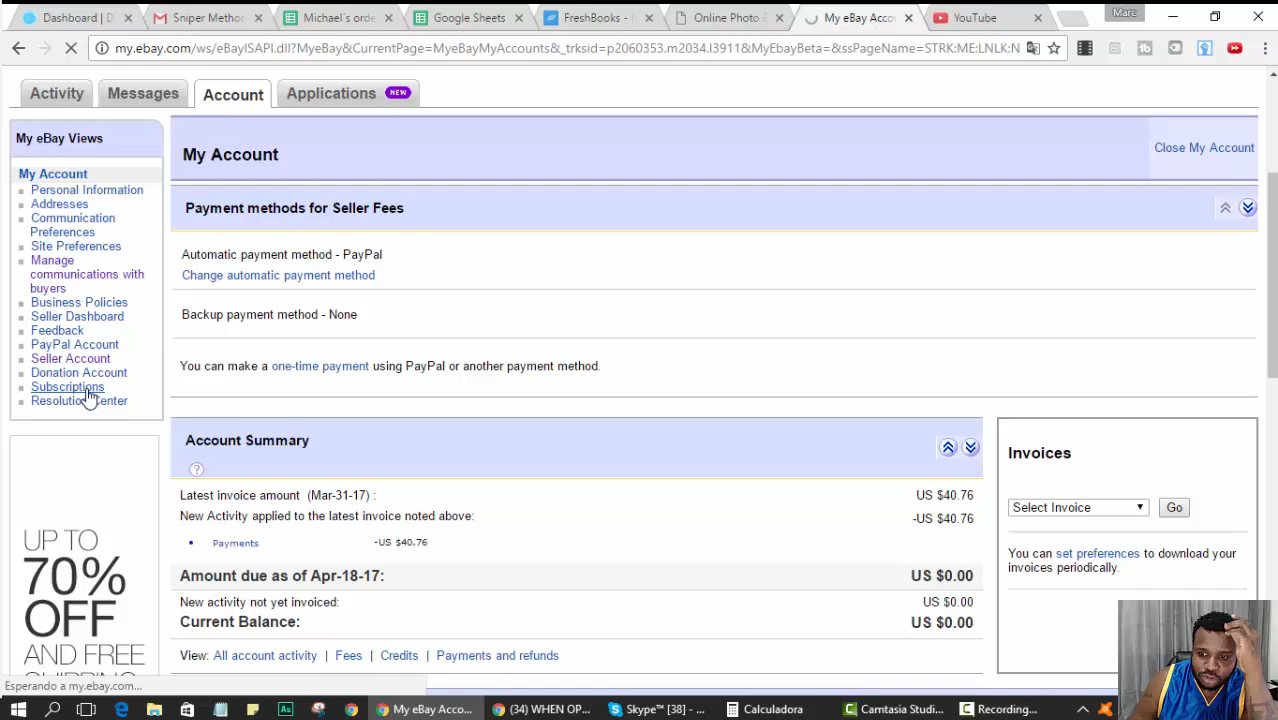 Dashboard | D
Sniper Metho
Michael's ord
Google Sheets
FreshBooks - I
Online Photo E
My eBay Acco
YouTube
Marc
my.ebay.com/ws/eBayISAPI.dll?MyeBay&CurrentPage=MyeBayMyAccounts&_trksid=p2060353.m2034.l3911&MyEbayBeta=&ssPageName=STRK:ME:LNLK:N
Activity
Messages
Account
Applications NEW
My eBay Views
My Account
Personal Information
Addresses
Communication
Preferences
Site Preferences
Manage
communications with
buyers
Business Policies
Seller Dashboard
Feedback
PayPal Account
Seller Account
Donation Account
Subscriptions
Resolution Center
UP TO
70%
OFF
AND FREE
SHIPPING
My Account
Close My Account
Payment methods for Seller Fees
Automatic payment method - PayPal
Change automatic payment method
Backup payment method - None
You can make a one-time payment using PayPal or another payment method.
Account Summary
?
Latest invoice amount (Mar-31-17) : US $40.76
New Activity applied to the latest invoice noted above: -US $40.76
Payments -US $40.76
Amount due as of Apr-18-17: US $0.00
New activity not yet invoiced: US $0.00
Current Balance: US $0.00
View: All account activity | Fees | Credits | Payments and refunds
Invoices
Select Invoice
Go
You can set preferences to download your
invoices periodically.
Esperando a my.ebay.com...
My eBay Acco...
(34) WHEN OP...
Skype™ [38] - ...
Calculadora
Camtasia Studi...
Recording...